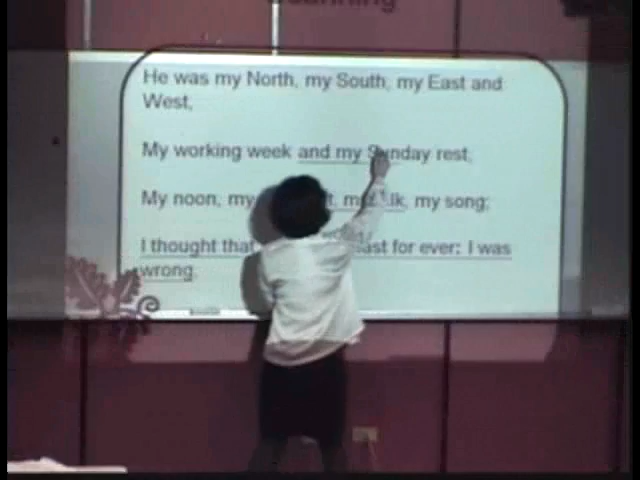 He was my North, my South, my East and
West,
My working week and my Sunday rest,
My noon, my my song;
I thought that for ever: I was
wrong.